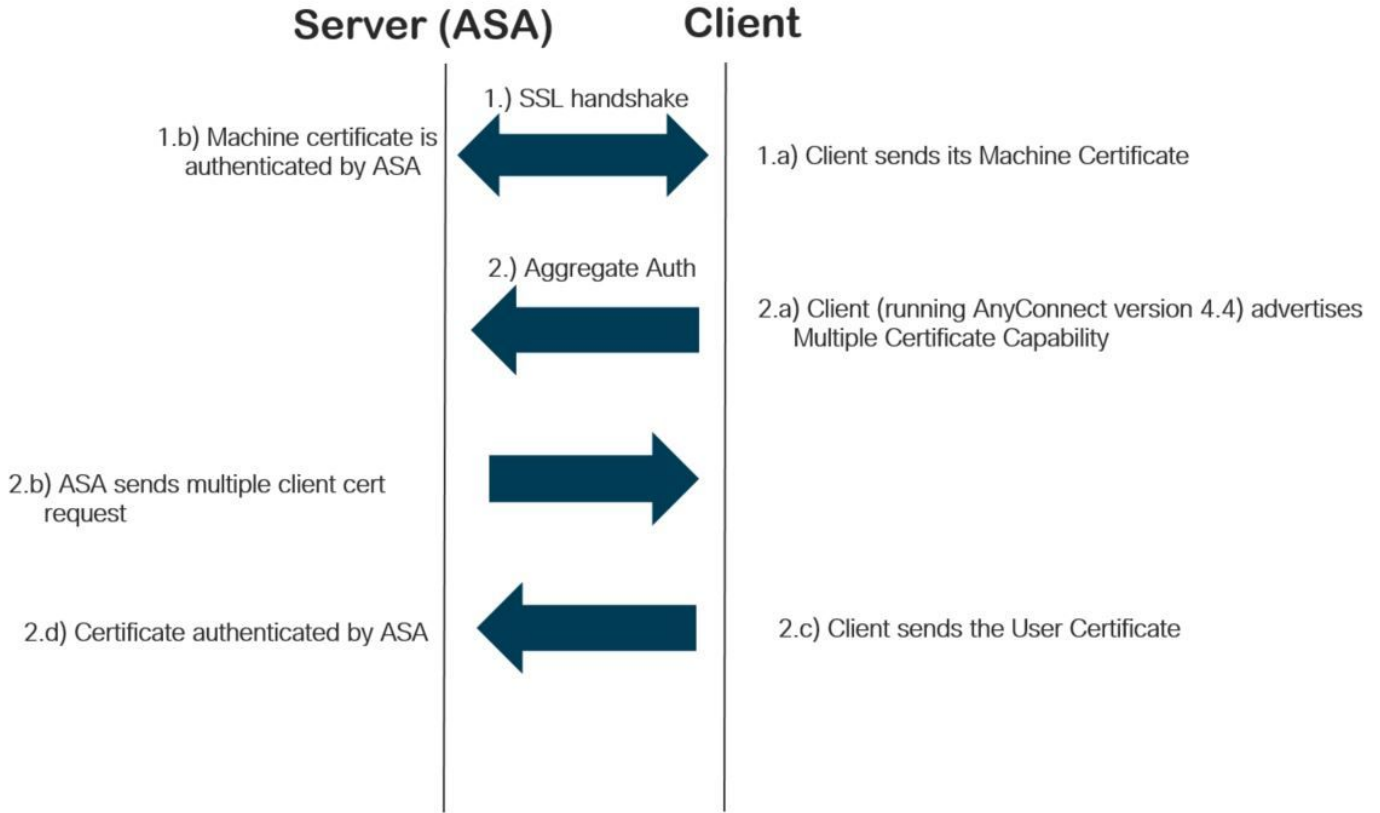 Server (ASA)
Client
1.) SSL handshake
1.b) Machine certificate is
authenticated by ASA
1.a) Client sends its Machine Certificate
2.) Aggregate Auth
2.a) Client (running AnyConnect version 4.4) advertises
Multiple Certificate Capability
2.b) ASA sends multiple client cert
request
2.d) Certificate authenticated by ASA
2.c) Client sends the User Certificate